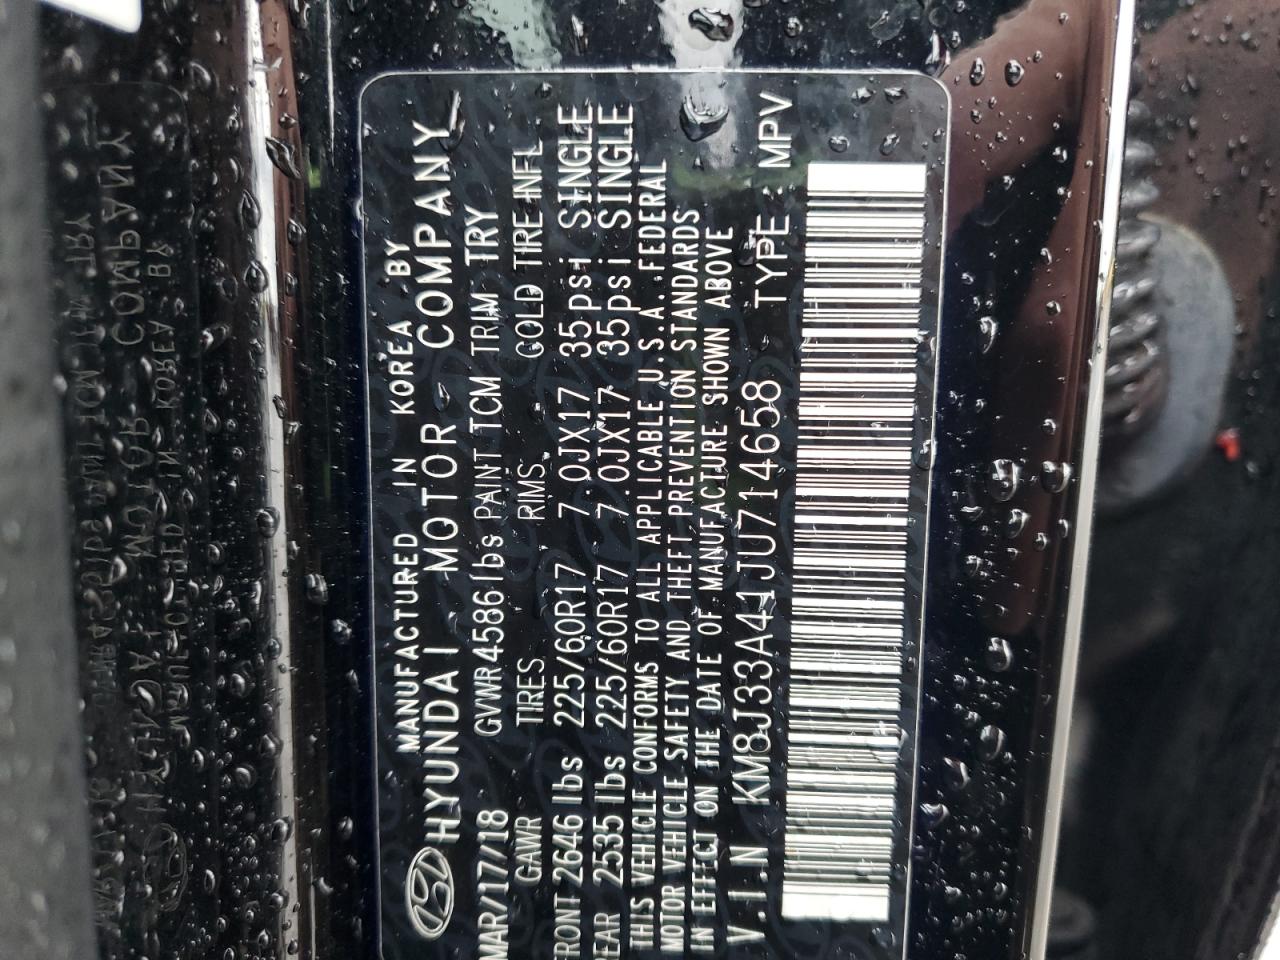 MANUFACTURED IN KOREA BY
HYUNDAI MOTOR COMPANY
MAR/17/18 GVWR 4586 lbs PAINT TCM TRIM TRY
GAWR TIRES RIMS COLD TIRE INFL
FRONT 2646 lbs 225/60R17 7.0JX17 35psi SINGLE
REAR 2535 lbs 225/60R17 7.0JX17 35psi SINGLE
THIS VEHICLE CONFORMS TO ALL APPLICABLE U.S.A. FEDERAL
MOTOR VEHICLE SAFETY AND THEFT PREVENTION STANDARDS
IN EFFECT ON THE DATE OF MANUFACTURE SHOWN ABOVE
V.I.N KM8J33A41JU714658 TYPE: MPV